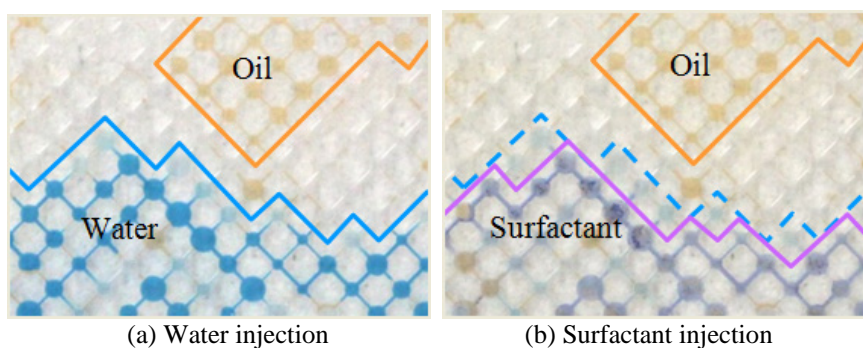 Oil
Water
(a) Water injection
Oil
Surfactant
(b) Surfactant injection